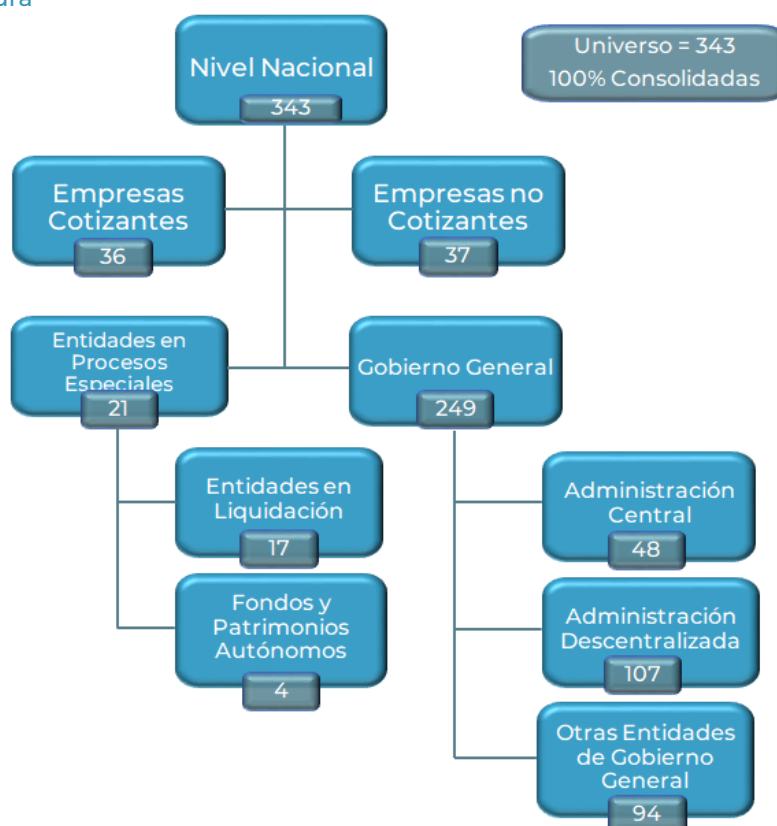 Nivel Nacional
343
Universo = 343
100% Consolidadas
Empresas
Cotizantes
36
Empresas no
Cotizantes
37
Entidades en
Procesos
Especiales
21
Gobierno General
249
Entidades en
Liquidación
17
Fondos y
Patrimonios
Autónomos
4
Administración
Central
48
Administración
Descentralizada
107
Otras Entidades
de Gobierno
General
94